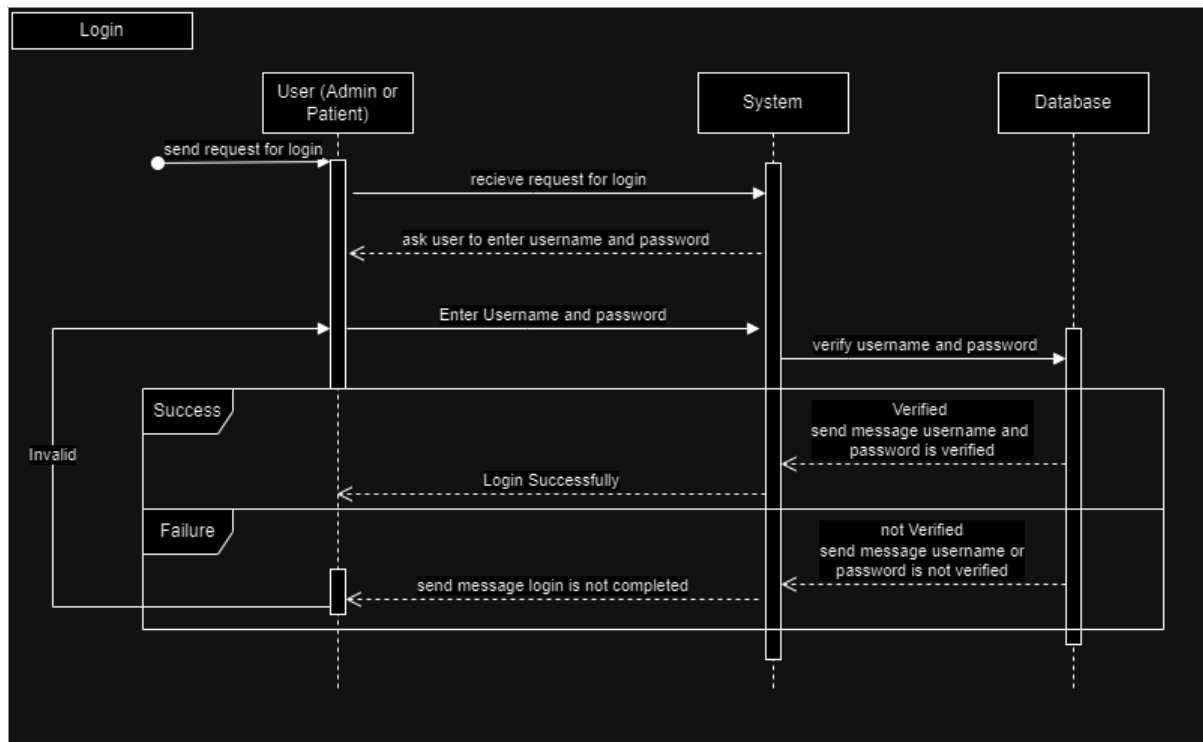 Login
User (Admin or
Patient)
System
Database
send request for login
recieve request for login
ask user to enter username and password
Enter Username and password
verify username and password
Success
Verified
send message username and
password is verified
Invalid
Login Successfully
Failure
not Verified
send message username or
password is not verified
send message login is not completed